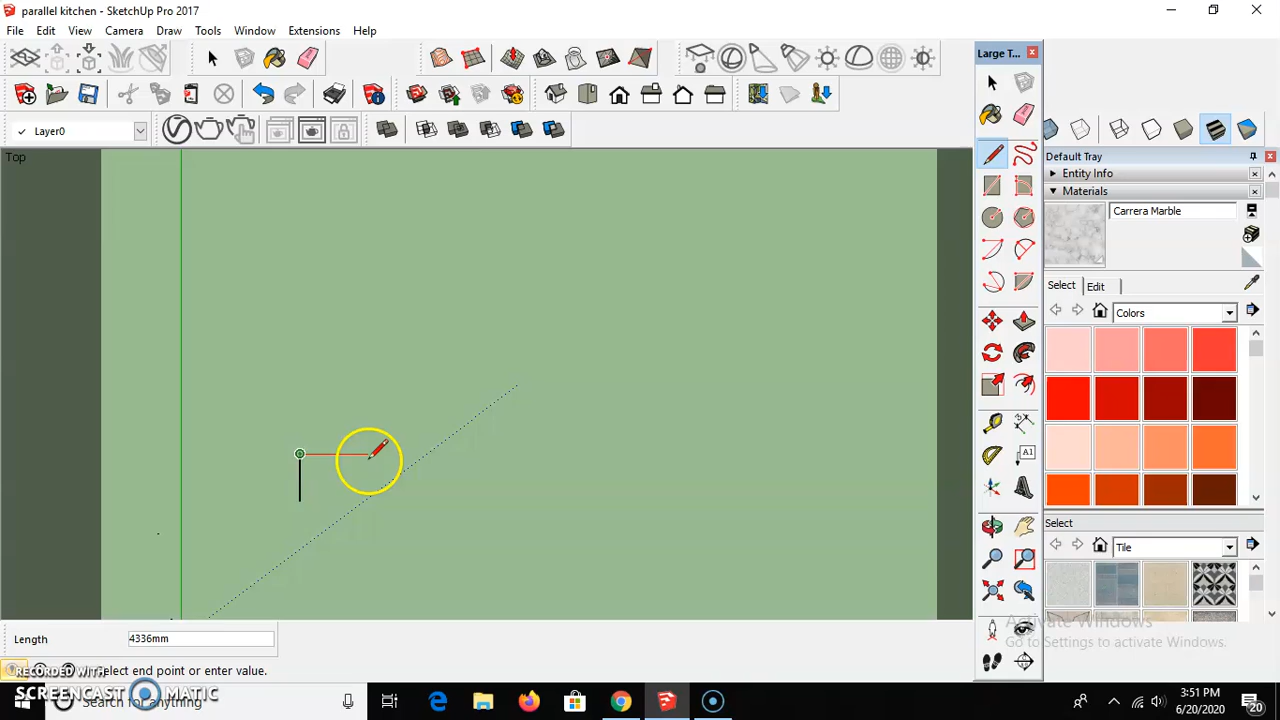 parallel kitchen - SketchUp Pro 2017
File Edit View Camera Draw Tools Window Extensions Help
Large T...
Layer0
Default Tray
Top
Entity Info
Materials
Carrera Marble
A1
Select Edit
Colors
Select
Tile
Activate Windows
Go to Settings to activate Windows.
Length 4336mm
select end point or enter value.
RECORDED WITH
SCREENCAST MATIC
Search for anything
3:51 PM
6/20/2020
20